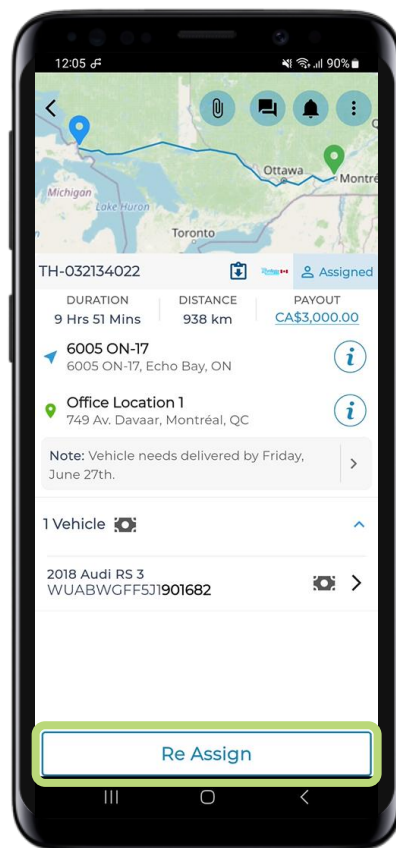 12:05
90%
Ottawa
Montré
Michigan
Lake Huron
Toronto
TH-032134022
Assigned
DURATION
DISTANCE
PAYOUT
9 Hrs 51 Mins
938 km
CA$3,000.00
6005 ON-17
6005 ON-17, Echo Bay, ON
i
Office Location 1
749 Av. Davaar, Montréal, QC
i
Note: Vehicle needs delivered by Friday,
June 27th.
1 Vehicle
2018 Audi RS 3
WUABWGFF5J1901682
Re Assign